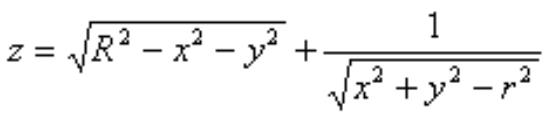 z = √(R² − x² − y²) + 1/√(x² + y² − r²)